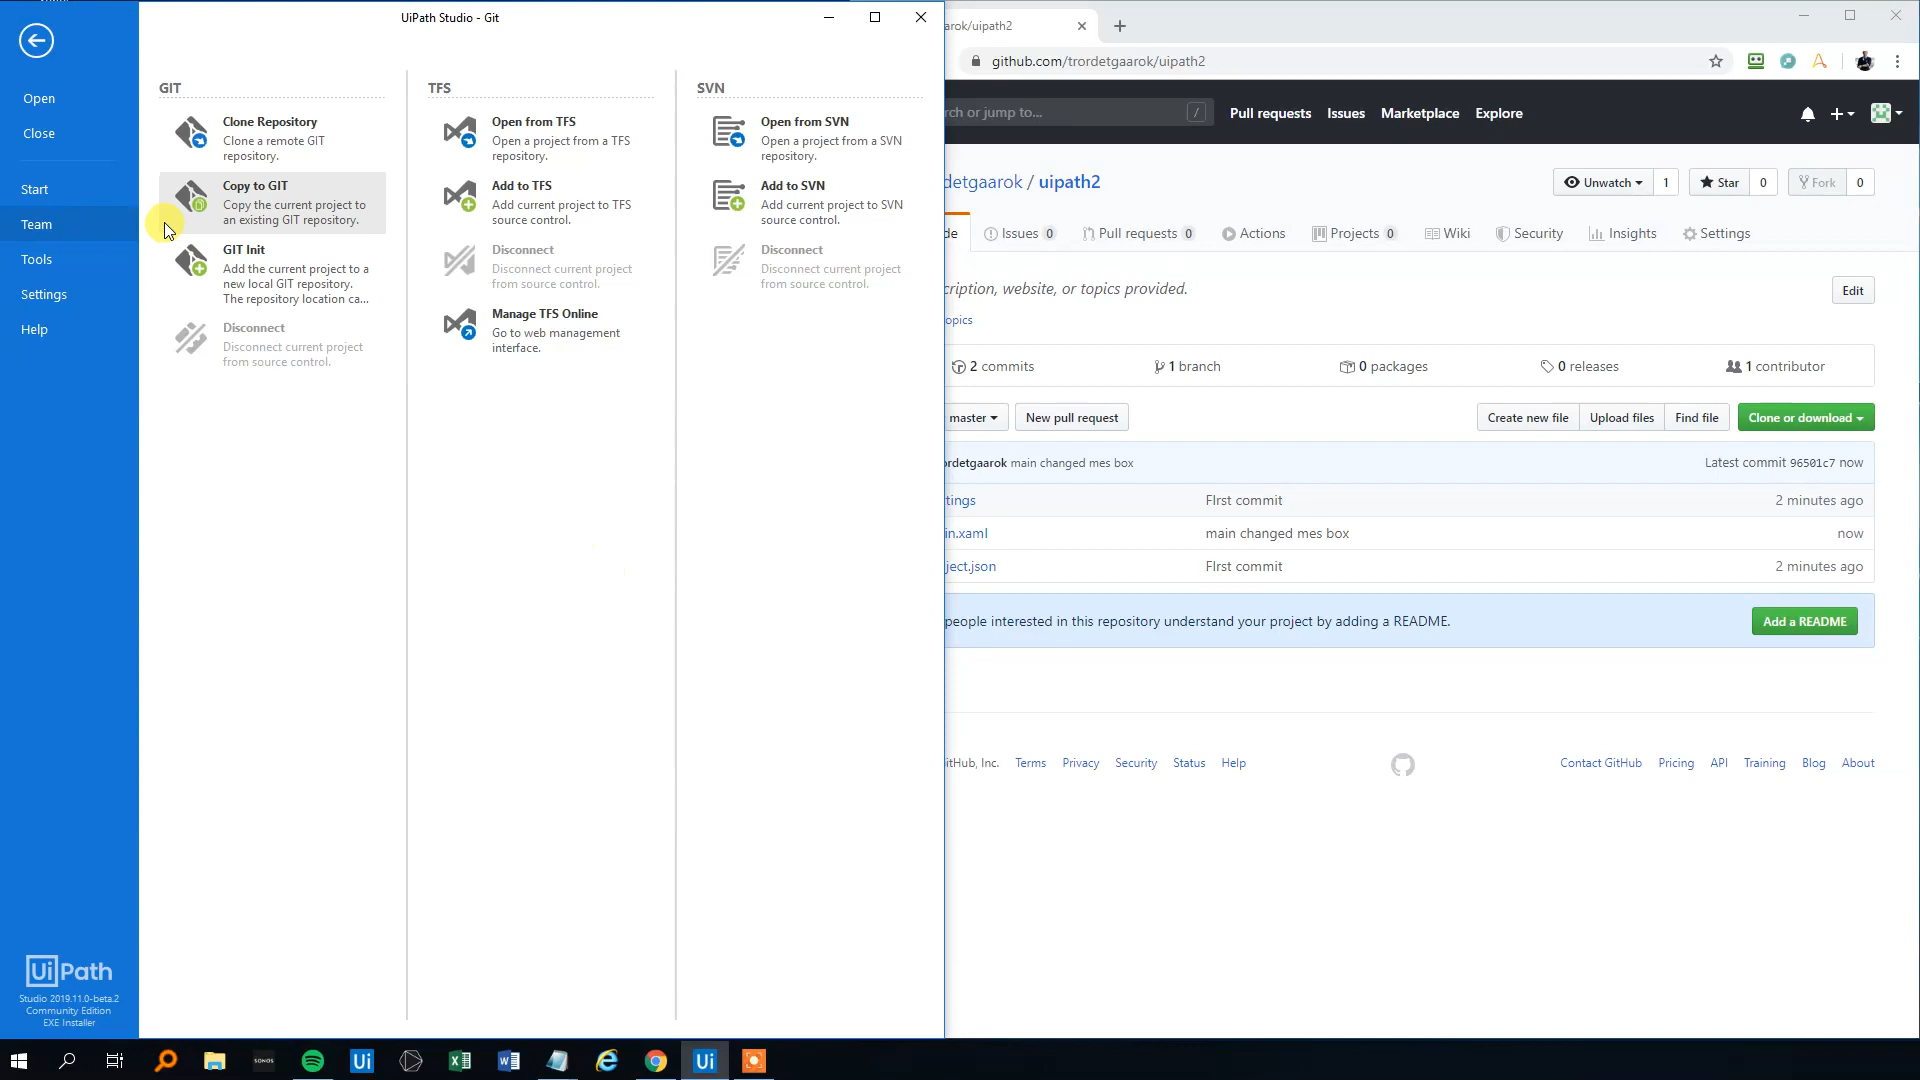 UiPath Studio - Git
Open
Close
Start
Team
Tools
Settings
Help
UiPath
Studio 2019.11.0-beta.2
Community Edition
EXE Installer
GIT
Clone Repository
Clone a remote GIT
repository.
Copy to GIT
Copy the current project to
an existing GIT repository.
GIT Init
Add the current project to a
new local GIT repository.
The repository location ca...
Disconnect
Disconnect current project
from source control.
TFS
Open from TFS
Open a project from a TFS
repository.
Add to TFS
Add current project to TFS
source control.
Disconnect
Disconnect current project
from source control.
Manage TFS Online
Go to web management
interface.
SVN
Open from SVN
Open a project from a SVN
repository.
Add to SVN
Add current project to SVN
source control.
Disconnect
Disconnect current project
from source control.
arok/uipath2
github.com/trordetgaarok/uipath2
rch or jump to... /
Pull requests Issues Marketplace Explore
detgaarok / uipath2
Unwatch 1 Star 0 Fork 0
de Issues 0 Pull requests 0 Actions Projects 0 Wiki Security Insights Settings
cription, website, or topics provided.
Edit
opics
2 commits 1 branch 0 packages 0 releases 1 contributor
master New pull request Create new file Upload files Find file Clone or download
ordetgaarok main changed mes box Latest commit 96501c7 now
tings FIrst commit 2 minutes ago
in.xaml main changed mes box now
ject.json FIrst commit 2 minutes ago
people interested in this repository understand your project by adding a README.
Add a README
itHub, Inc. Terms Privacy Security Status Help
Contact GitHub Pricing API Training Blog About
SONOS
Ui
Ui